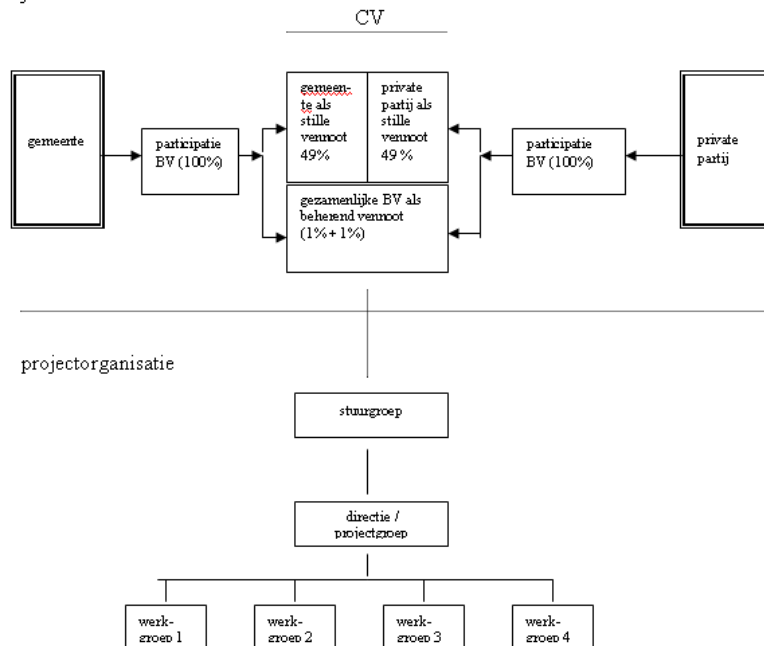 CV
gemeente
participatie
BV (100%)
gemeen-
te als
stille
vennoot
49%
private
partij als
stille
vennoot
49 %
gezamenlijke BV als
beherend vennoot
(1% + 1%)
participatie
BV (100%)
private
partij
projectorganisatie
stuurgroep
directie /
projectgroep
werk-
groep 1
werk-
groep 2
werk-
groep 3
werk-
groep 4